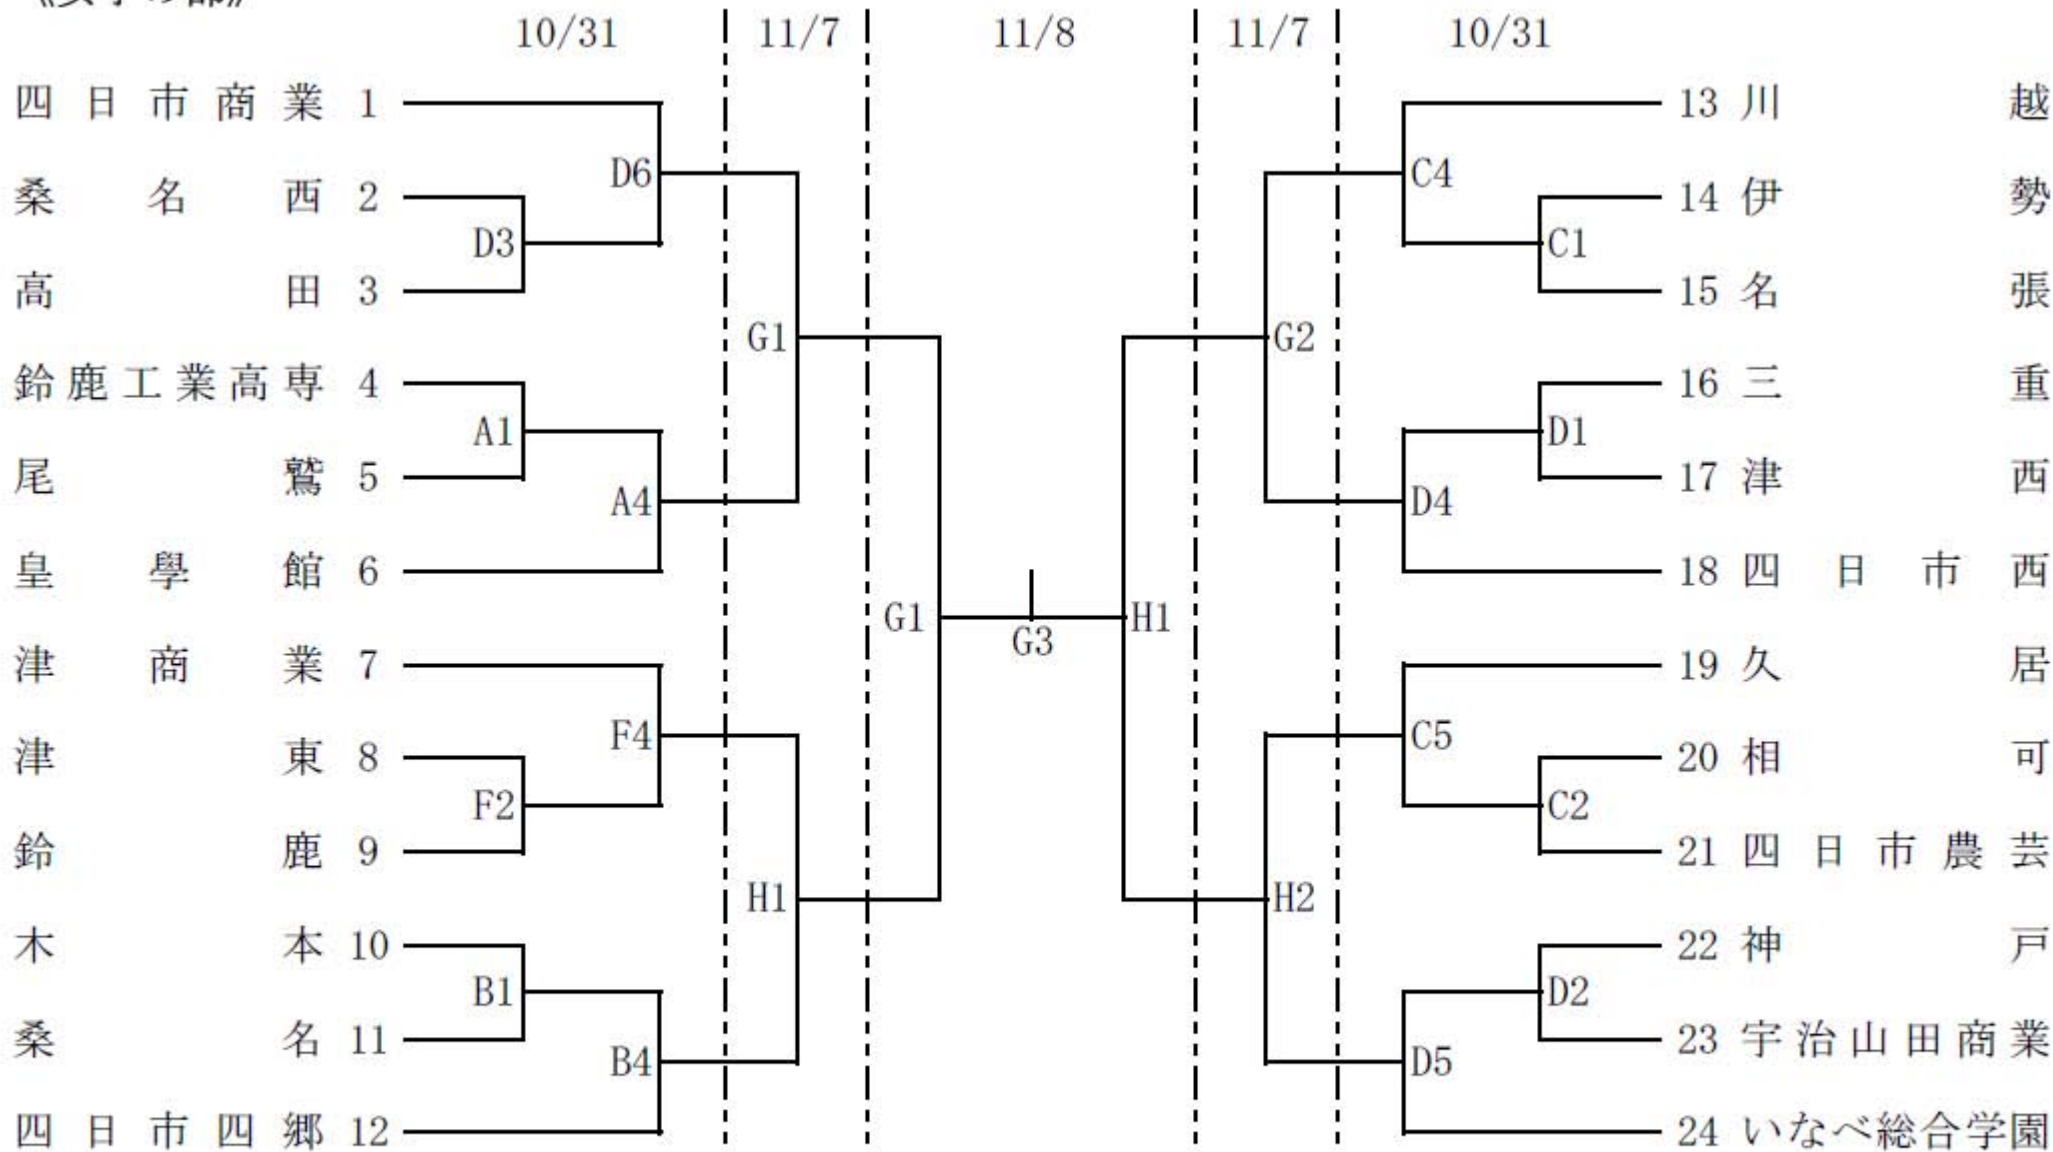 10/31 11/7 11/8 11/7 10/31
四日市商業 1
桑名西 2
高田 3
鈴鹿工業高専 4
尾鷲 5
皇學館 6
津商業 7
津東 8
鈴鹿 9
木本 10
桑名 11
四日市四郷 12
D6
D3
A1
A4
F4
F2
B1
B4
G1
H1
G1
G3
H1
G2
H2
C4
C1
D1
D4
C5
C2
D2
D5
13 川越
14 伊勢
15 名張
16 三重
17 津西
18 四日市西
19 久居
20 相可
21 四日市農芸
22 神戸
23 宇治山田商業
24 いなべ総合学園